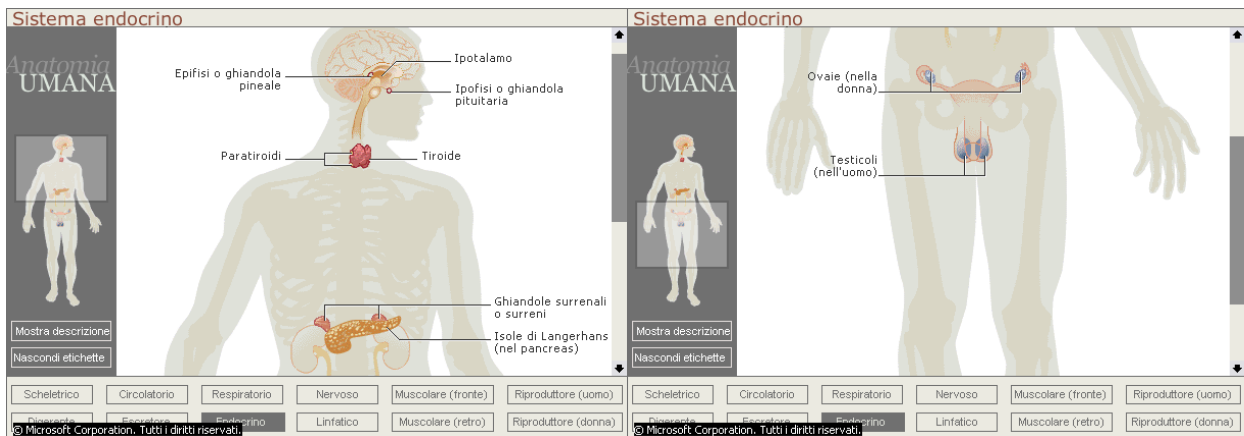 Sistema endocrino
Anatomia
UMANA
Epifisi o ghiandola
pineale
Ipotalamo
Ipofisi o ghiandola
pituitaria
Paratiroidi
Tiroide
Ghiandole surrenali
o surreni
Isole di Langerhans
(nel pancreas)
Mostra descrizione
Nascondi etichette
Scheletrico
Circolatorio
Respiratorio
Nervoso
Muscolare (fronte)
Riproduttore (uomo)
Digerente
Escretore
Endocrino
Linfatico
Muscolare (retro)
Riproduttore (donna)
© Microsoft Corporation. Tutti i diritti riservati.
Sistema endocrino
Anatomia
UMANA
Ovaie (nella
donna)
Testicoli
(nell'uomo)
Mostra descrizione
Nascondi etichette
Scheletrico
Circolatorio
Respiratorio
Nervoso
Muscolare (fronte)
Riproduttore (uomo)
Digerente
Escretore
Endocrino
Linfatico
Muscolare (retro)
Riproduttore (donna)
© Microsoft Corporation. Tutti i diritti riservati.